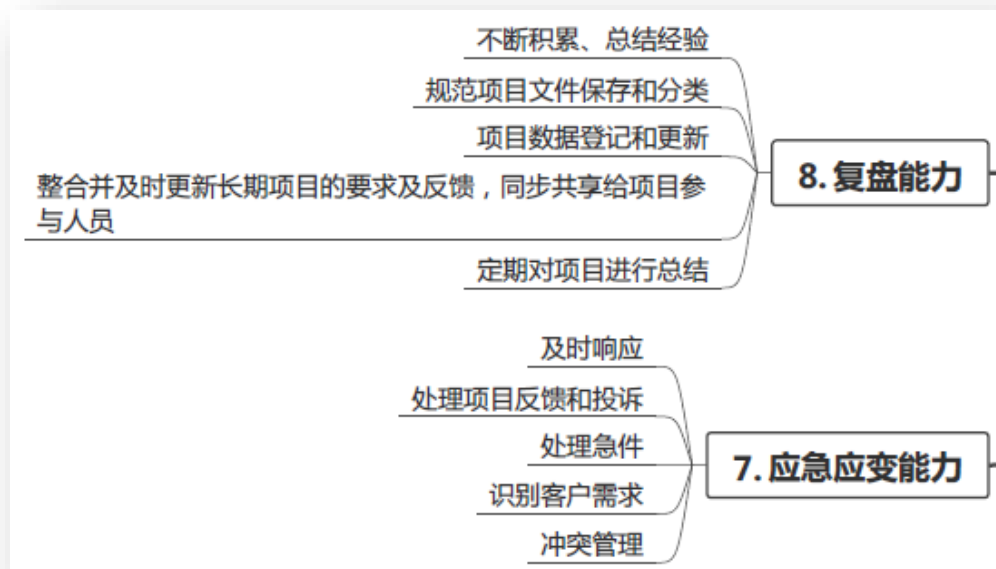 不断积累、总结经验
规范项目文件保存和分类
项目数据登记和更新
整合并及时更新长期项目的要求及反馈，同步共享给项目参
与人员
定期对项目进行总结
8. 复盘能力
及时响应
处理项目反馈和投诉
处理急件
识别客户需求
冲突管理
7. 应急应变能力